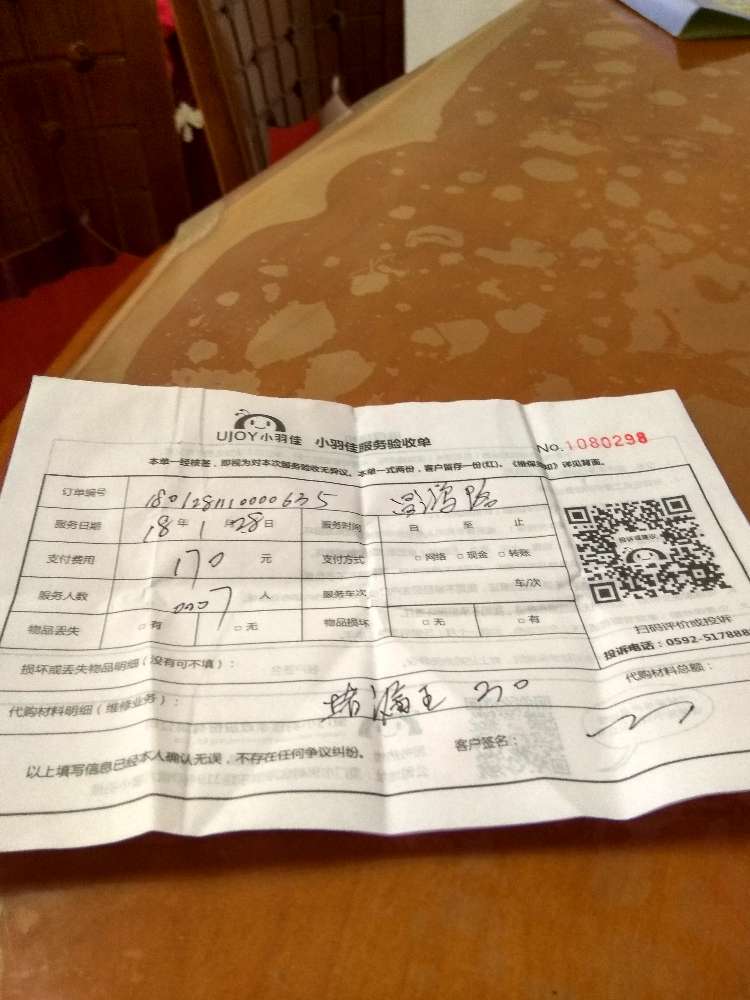 UJOY小羽佳 小羽佳服务验收单 No.1080298
本单一经核签，即视为对本次服务验收无异议。本单一式两份，客户留存一份(红)。《维保须知》详见背面。
订单编号
服务日期 18年1月28日 服务时间 自 至 止
支付费用 170元 支付方式 □网络 □现金 □转账
服务人数 人 服务车次 车/次
物品丢失 □有 □无 物品损坏 □无 □有
投诉或建议
扫码评价或投诉
投诉电话：0592-517888
损坏或丢失物品明细（没有可不填）：
代购材料明细（维修业务）： 堵漏王 30 代购材料总额：
以上填写信息已经本人确认无误，不存在任何争议纠纷。 客户签名：